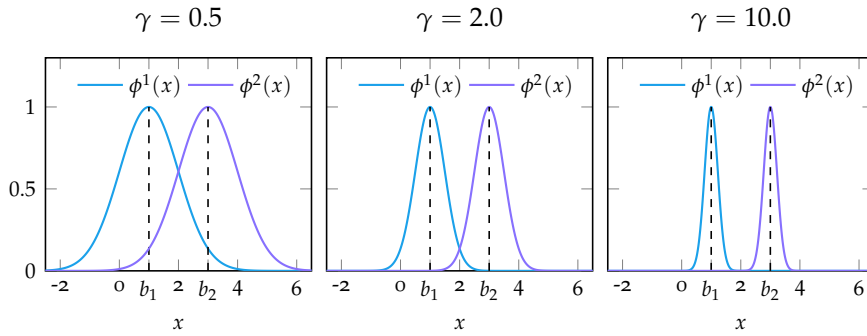 γ = 0.5 γ = 2.0 γ = 10.0
ϕ¹(x) ϕ²(x) ϕ¹(x) ϕ²(x) ϕ¹(x) ϕ²(x)
1
0.5
0
-2 0 b₁ 2 b₂ 4 6 -2 0 b₁ 2 b₂ 4 6 -2 0 b₁ 2 b₂ 4 6
x x x